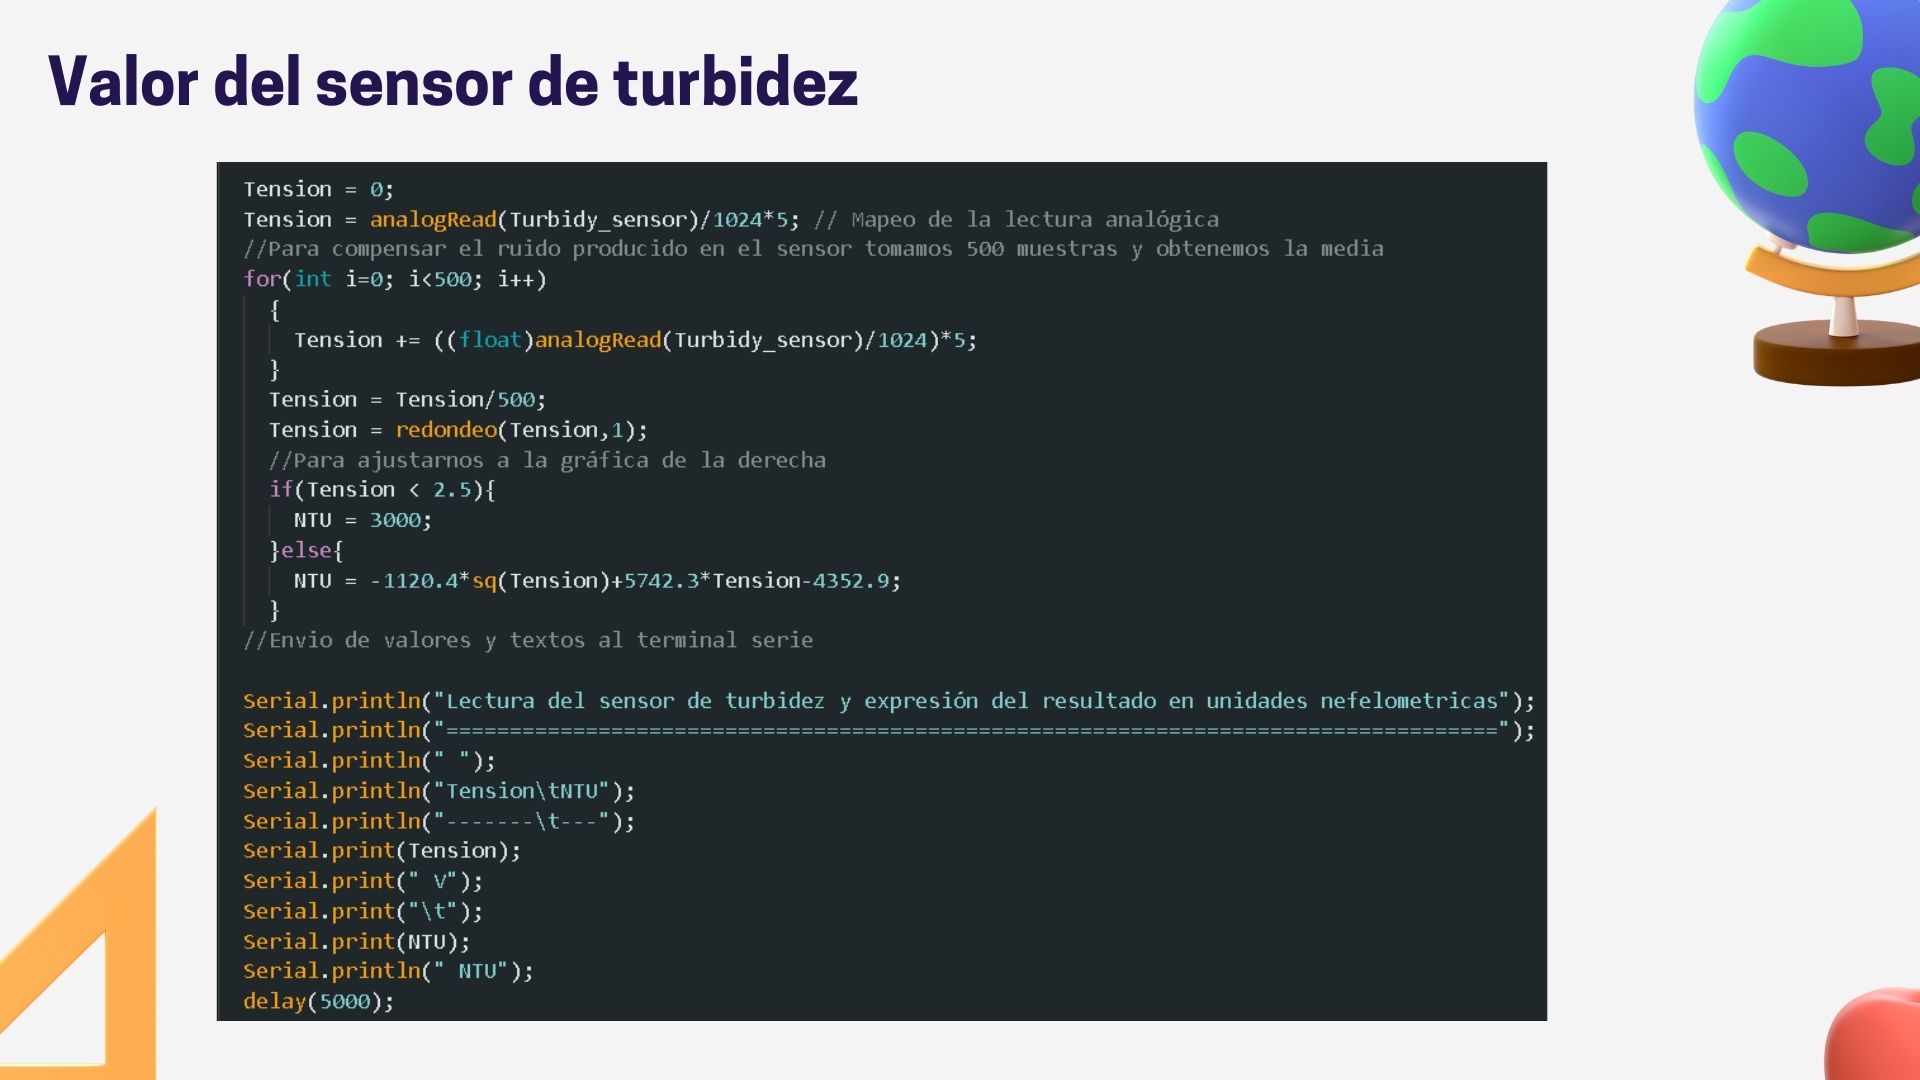 Valor del sensor de turbidez
Tension = 0;
Tension = analogRead(Turbidy_sensor)/1024*5; // Mapeo de la lectura analógica
//Para compensar el ruido producido en el sensor tomamos 500 muestras y obtenemos la media
for(int i=0; i<500; i++)
{
Tension += ((float)analogRead(Turbidy_sensor)/1024)*5;
}
Tension = Tension/500;
Tension = redondeo(Tension,1);
//Para ajustarnos a la gráfica de la derecha
if(Tension < 2.5){
NTU = 3000;
}else{
NTU = -1120.4*sq(Tension)+5742.3*Tension-4352.9;
}
//Envio de valores y textos al terminal serie
Serial.println("Lectura del sensor de turbidez y expresión del resultado en unidades nefelometricas");
Serial.println("===================================================================================");
Serial.println(" ");
Serial.println("Tension\tNTU");
Serial.println("-------\t---");
Serial.print(Tension);
Serial.print(" V");
Serial.print("\t");
Serial.print(NTU);
Serial.println(" NTU");
delay(5000);